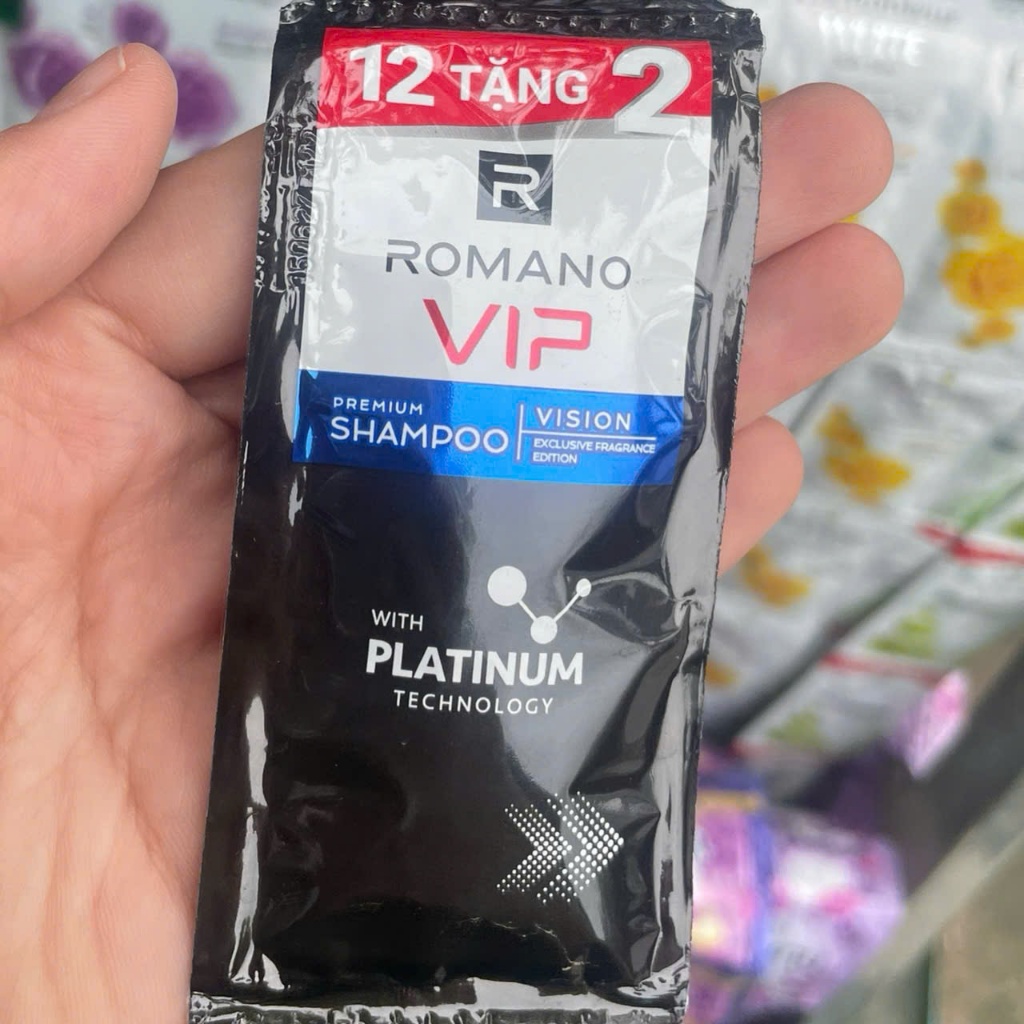 12 TẶNG 2
R
ROMANO
VIP
PREMIUM
SHAMPOO
VISION
EXCLUSIVE FRAGRANCE
EDITION
WITH
PLATINUM
TECHNOLOGY